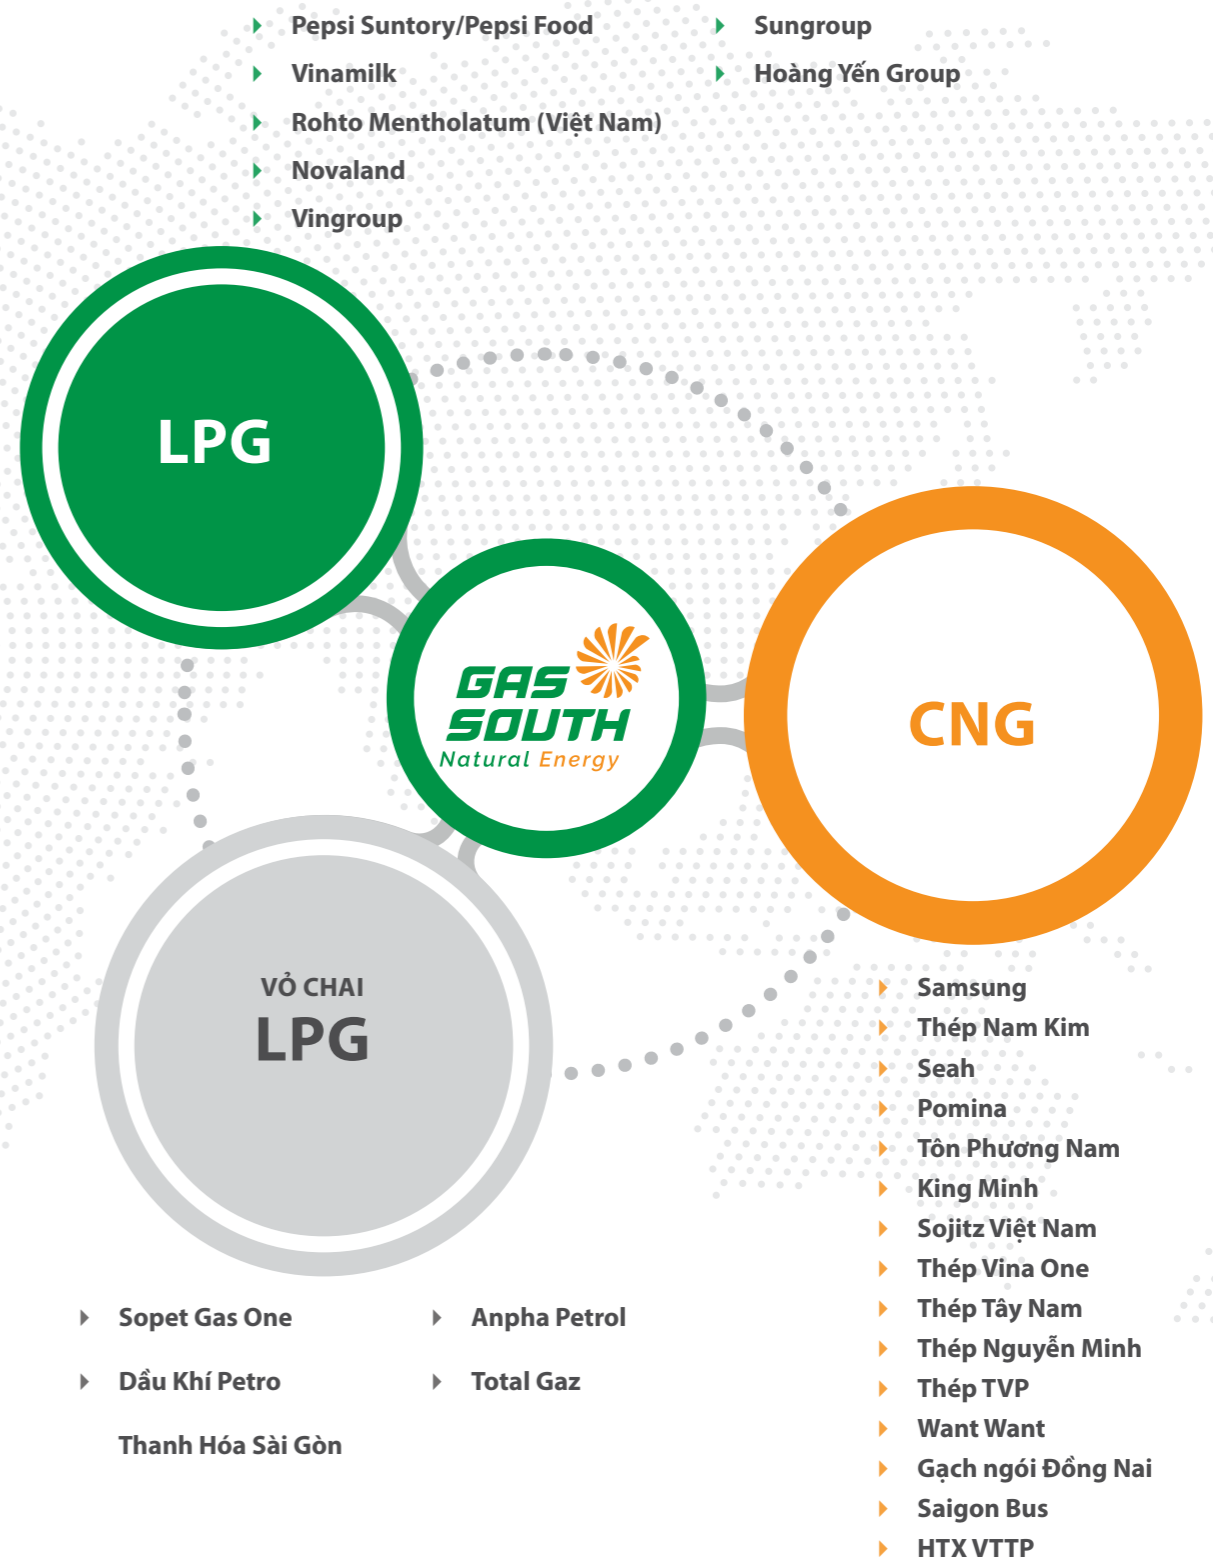 Pepsi Suntory/Pepsi Food
Vinamilk
Rohto Mentholatum (Việt Nam)
Novaland
Vingroup
Sungroup
Hoàng Yến Group
LPG
GAS
SOUTH
Natural Energy
CNG
VỎ CHAI
LPG
Sopet Gas One
Dầu Khí Petro
Thanh Hóa Sài Gòn
Anpha Petrol
Total Gaz
Samsung
Thép Nam Kim
Seah
Pomina
Tôn Phương Nam
King Minh
Sojitz Việt Nam
Thép Vina One
Thép Tây Nam
Thép Nguyễn Minh
Thép TVP
Want Want
Gạch ngói Đồng Nai
Saigon Bus
HTX VTTP